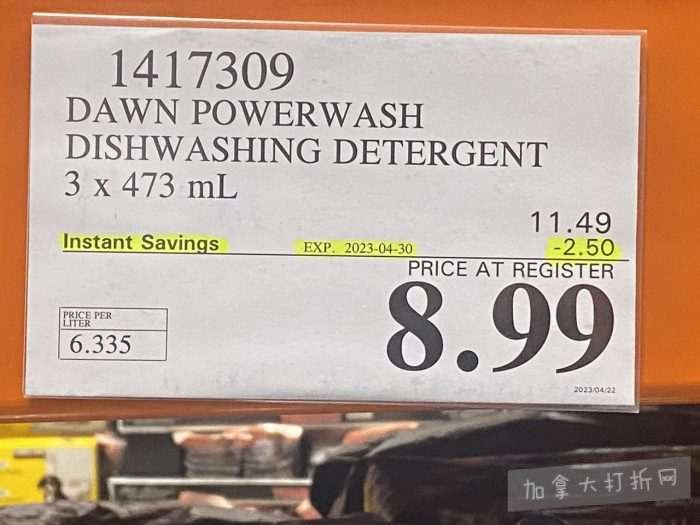 1417309
DAWN POWERWASH
DISHWASHING DETERGENT
3 x 473 mL
11.49
Instant Savings EXP. 2023-04-30 -2.50
PRICE AT REGISTER
8.99
PRICE PER
LITER
6.335
2023/04/22
加拿大打折网